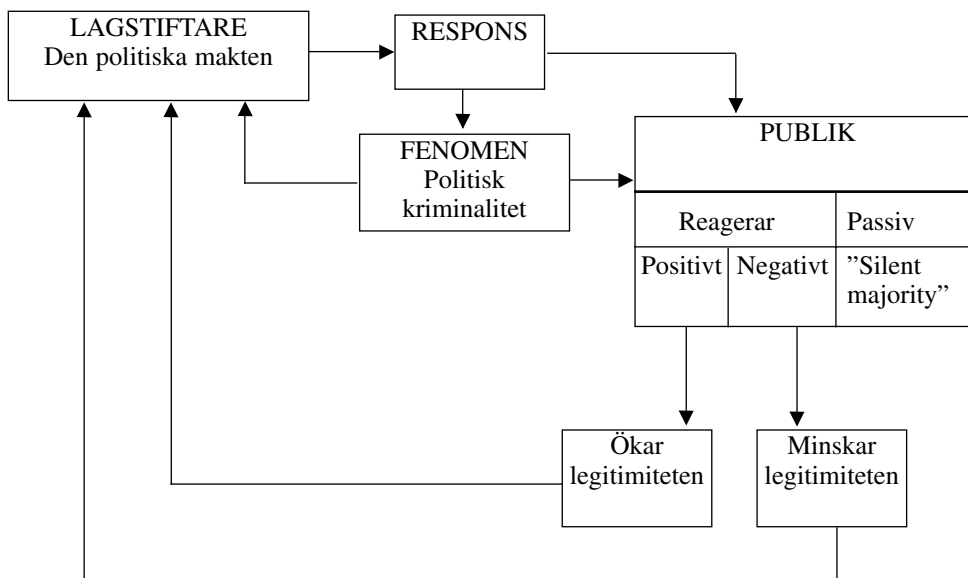 LAGSTIFTARE
Den politiska makten
RESPONS
FENOMEN
Politisk
kriminalitet
PUBLIK
Reagerar
Passiv
Positivt
Negativt
”Silent
majority”
Ökar
legitimiteten
Minskar
legitimiteten